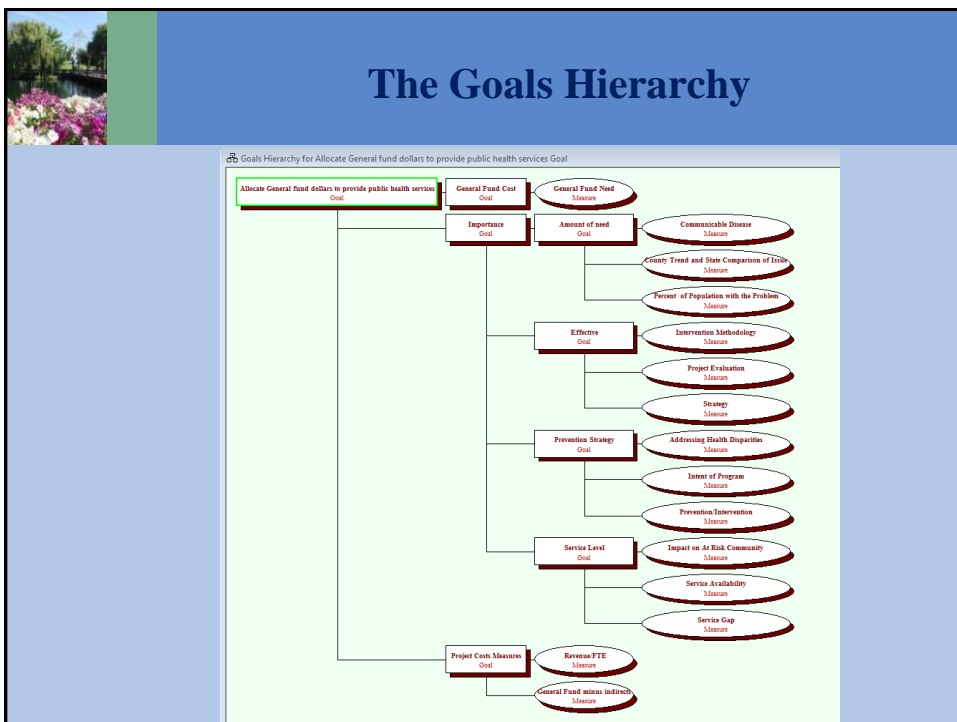 The Goals Hierarchy
Goals Hierarchy for Allocate General fund dollars to provide public health services Goal
Allocate General fund dollars to provide public health services
Goal
General Fund Cost
Goal
General Fund Need
Measure
Importance
Goal
Amount of need
Goal
Communicable Disease
Measure
County Trend and State Comparison of Issue
Measure
Percent of Population with the Problem
Measure
Effective
Goal
Intervention Methodology
Measure
Project Evaluation
Measure
Strategy
Measure
Prevention Strategy
Goal
Addressing Health Disparities
Measure
Intent of Program
Measure
Prevention/Intervention
Measure
Service Level
Goal
Impact on At Risk Community
Measure
Service Availability
Measure
Service Gap
Measure
Project Costs Measures
Goal
Revenue/FTE
Measure
General Fund minus indirect
Measure